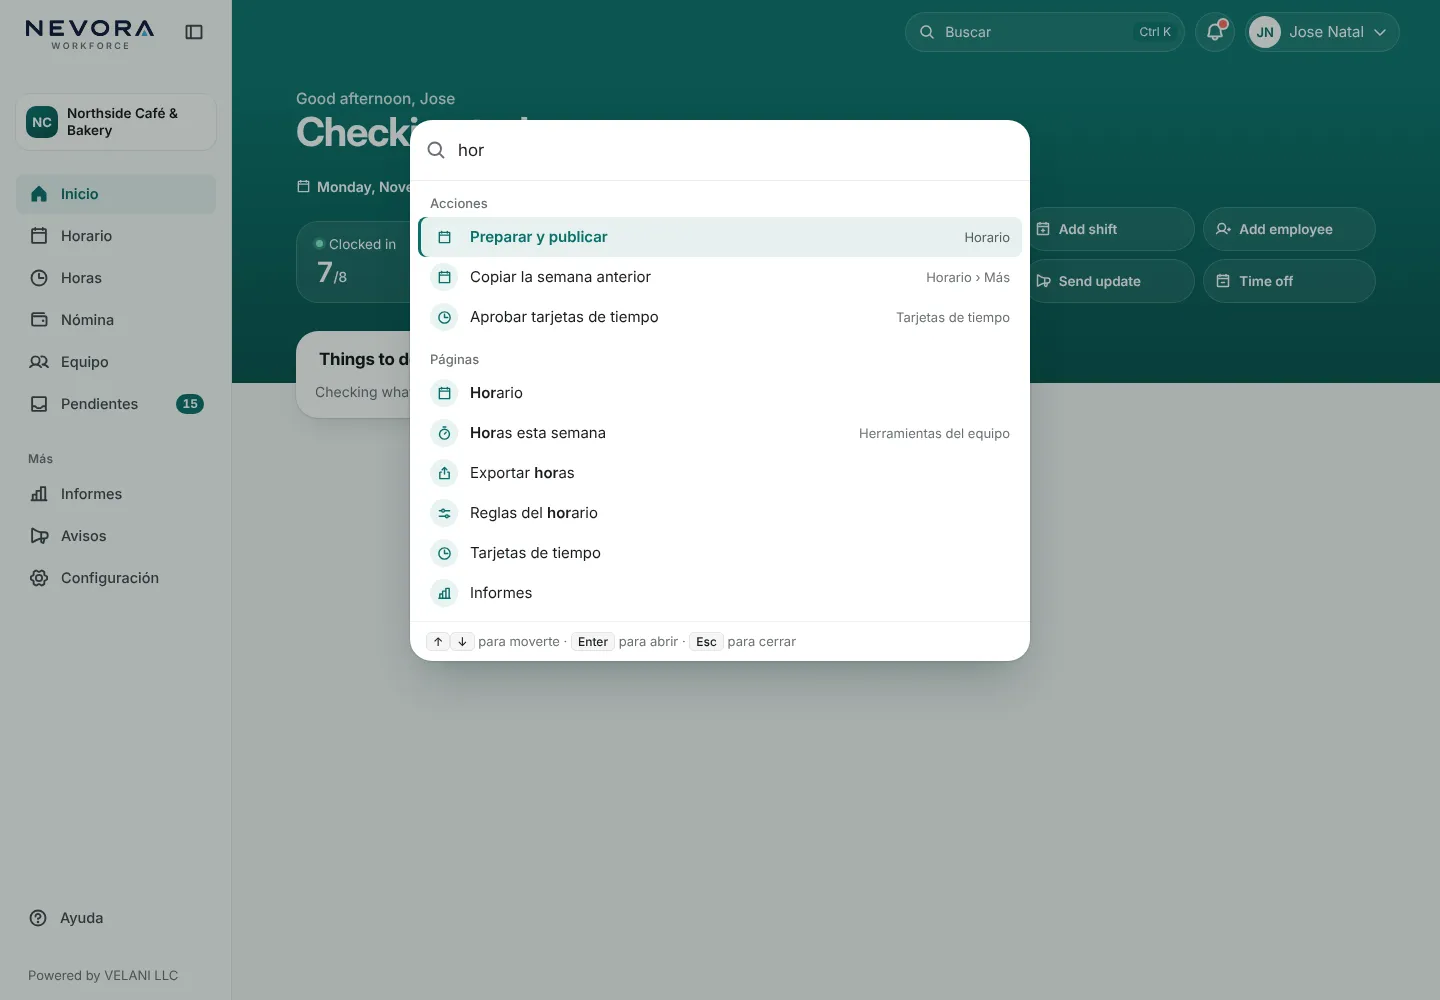 NEVORA
WORKFORCE
Buscar
Ctrl K
JN
Jose Natal
NC
Northside Café &
Bakery
Inicio
Horario
Horas
Nómina
Equipo
Pendientes
15
Más
Informes
Avisos
Configuración
Ayuda
Powered by VELANI LLC
Good afternoon, Jose
Monday, Nove
Clocked in
7/8
Add shift
Add employee
Send update
Time off
Things to d
Checking wha
hor
Acciones
Preparar y publicar
Horario
Copiar la semana anterior
Horario › Más
Aprobar tarjetas de tiempo
Tarjetas de tiempo
Páginas
Horario
Horas esta semana
Herramientas del equipo
Exportar horas
Reglas del horario
Tarjetas de tiempo
Informes
↑ ↓ para moverte · Enter para abrir · Esc para cerrar